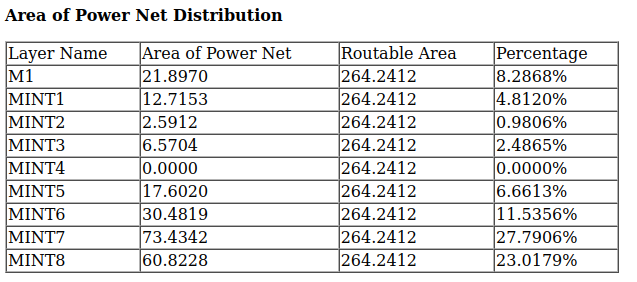 Area of Power Net Distribution
Layer Name Area of Power Net Routable Area Percentage
M1 21.8970 264.2412 8.2868%
MINT1 12.7153 264.2412 4.8120%
MINT2 2.5912 264.2412 0.9806%
MINT3 6.5704 264.2412 2.4865%
MINT4 0.0000 264.2412 0.0000%
MINT5 17.6020 264.2412 6.6613%
MINT6 30.4819 264.2412 11.5356%
MINT7 73.4342 264.2412 27.7906%
MINT8 60.8228 264.2412 23.0179%